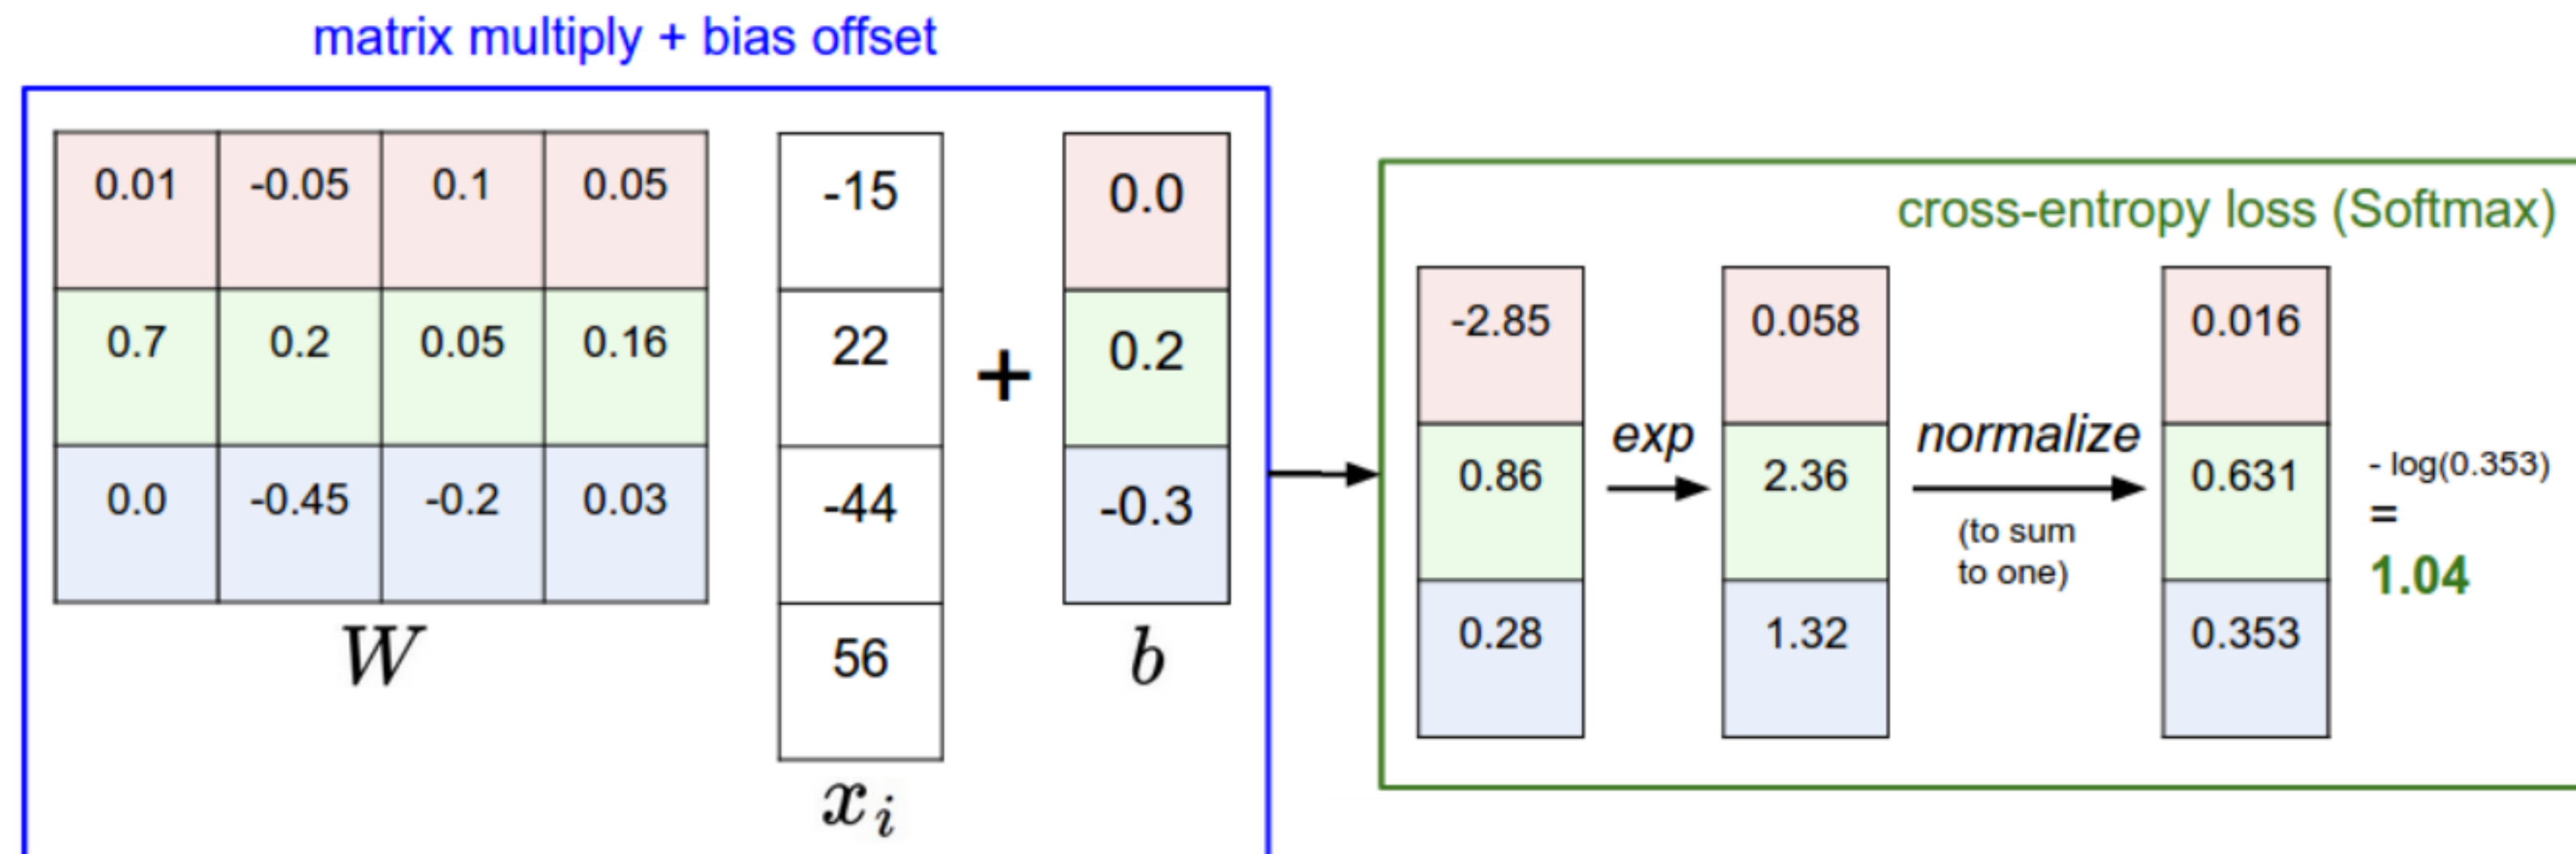 matrix multiply + bias offset
0.01 -0.05 0.1 0.05
0.7 0.2 0.05 0.16
0.0 -0.45 -0.2 0.03
W
-15
22
-44
56
x i
+
0.0
0.2
-0.3
b
cross-entropy loss (Softmax)
-2.85
0.86
0.28
exp
0.058
2.36
1.32
normalize
(to sum
to one)
0.016
0.631
0.353
- log(0.353)
=
1.04